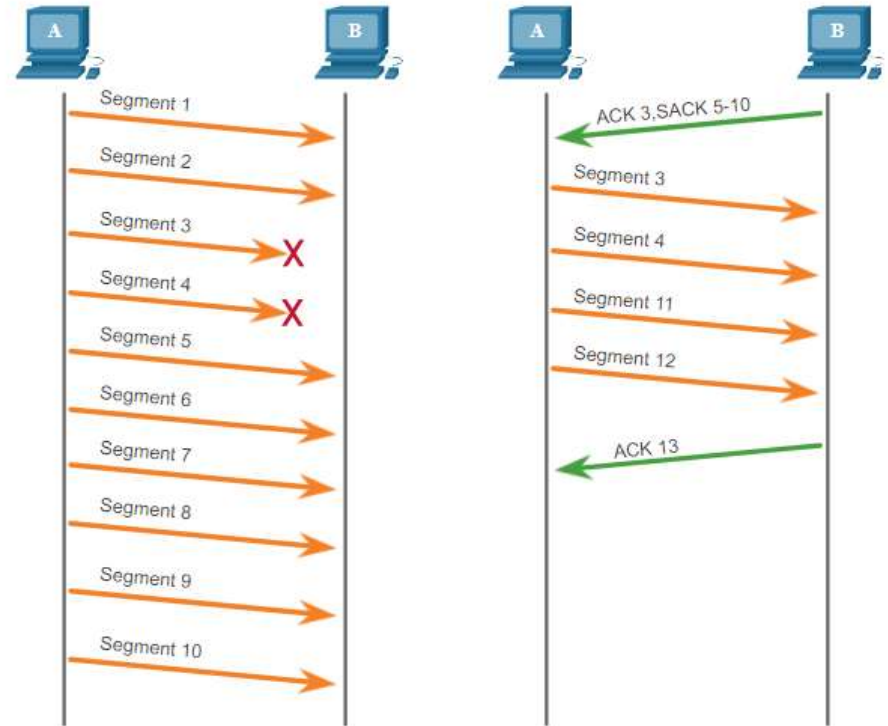 A
B
Segment 1
Segment 2
Segment 3
X
Segment 4
X
Segment 5
Segment 6
Segment 7
Segment 8
Segment 9
Segment 10
A
B
ACK 3,SACK 5-10
Segment 3
Segment 4
Segment 11
Segment 12
ACK 13